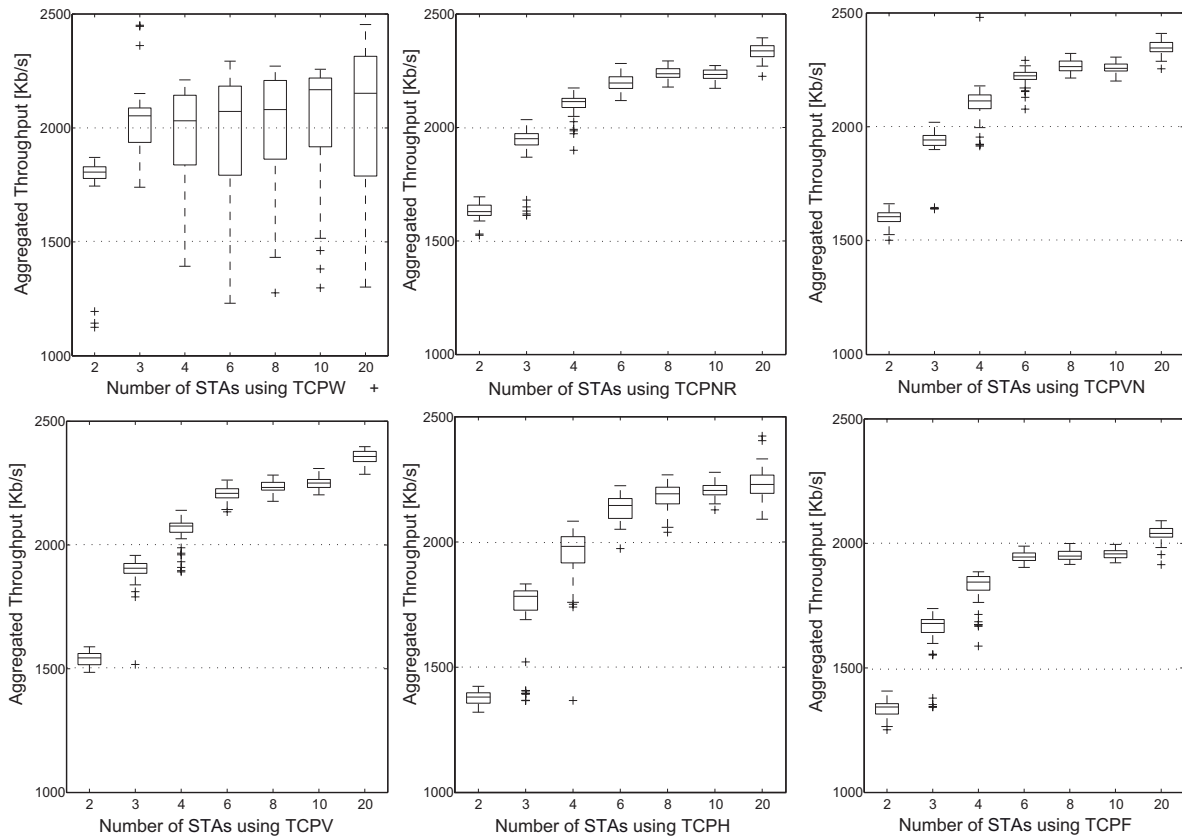 2500
2000
1500
1000
Aggregated Throughput [Kb/s]
2 3 4 6 8 10 20
Number of STAs using TCPW
2500
2000
1500
1000
Aggregated Throughput [Kb/s]
2 3 4 6 8 10 20
Number of STAs using TCPNR
2500
2000
1500
1000
Aggregated Throughput [Kb/s]
2 3 4 6 8 10 20
Number of STAs using TCPVN
2500
2000
1500
1000
Aggregated Throughput [Kb/s]
2 3 4 6 8 10 20
Number of STAs using TCPV
2500
2000
1500
1000
Aggregated Throughput [Kb/s]
2 3 4 6 8 10 20
Number of STAs using TCPH
2500
2000
1500
1000
Aggregated Throughput [Kb/s]
2 3 4 6 8 10 20
Number of STAs using TCPF